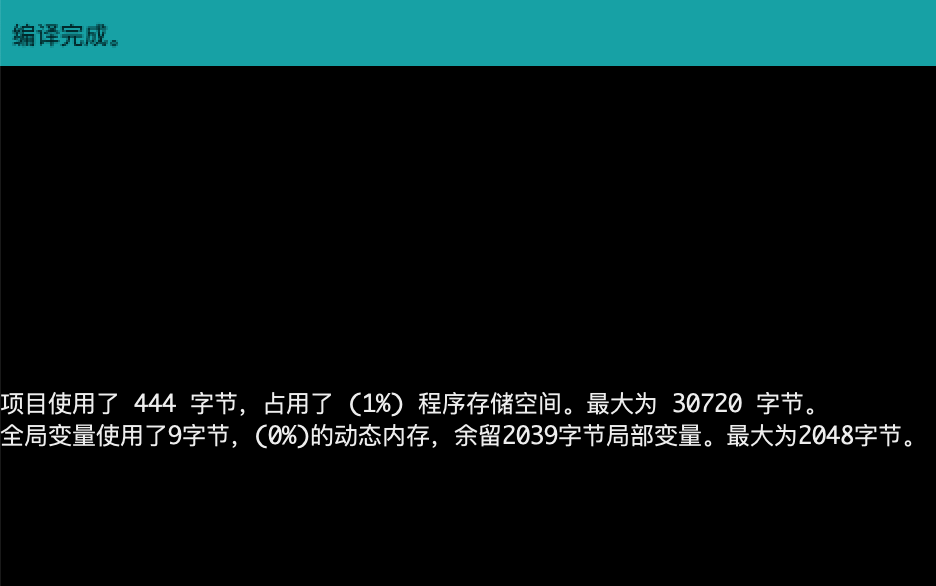 编译完成。
项目使用了 444 字节，占用了 (1%) 程序存储空间。最大为 30720 字节。
全局变量使用了9字节，(0%)的动态内存，余留2039字节局部变量。最大为2048字节。